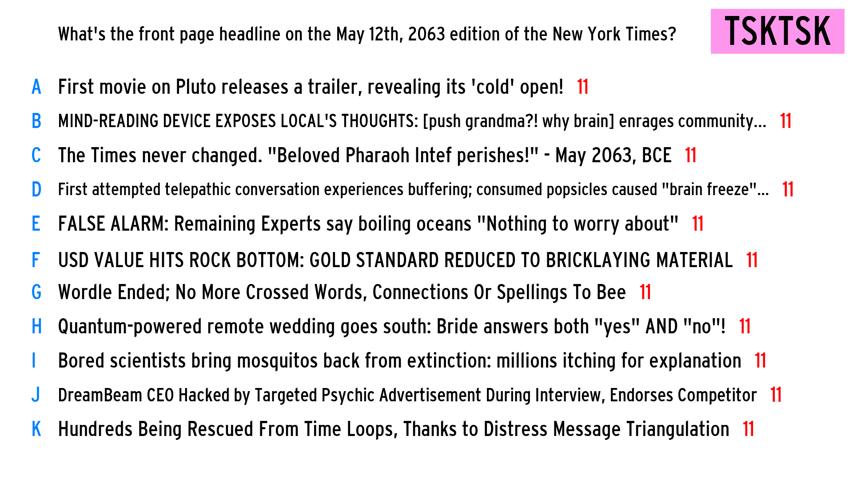 What's the front page headline on the May 12th, 2063 edition of the New York Times?
TSKTSK
A First movie on Pluto releases a trailer, revealing its 'cold' open! 11
B MIND-READING DEVICE EXPOSES LOCAL'S THOUGHTS: [push grandma?! why brain] enrages community... 11
C The Times never changed. "Beloved Pharaoh Intef perishes!" - May 2063, BCE 11
D First attempted telepathic conversation experiences buffering; consumed popsicles caused "brain freeze"... 11
E FALSE ALARM: Remaining Experts say boiling oceans "Nothing to worry about" 11
F USD VALUE HITS ROCK BOTTOM: GOLD STANDARD REDUCED TO BRICKLAYING MATERIAL 11
G Wordle Ended; No More Crossed Words, Connections Or Spellings To Bee 11
H Quantum-powered remote wedding goes south: Bride answers both "yes" AND "no"! 11
I Bored scientists bring mosquitos back from extinction: millions itching for explanation 11
J DreamBeam CEO Hacked by Targeted Psychic Advertisement During Interview, Endorses Competitor 11
K Hundreds Being Rescued From Time Loops, Thanks to Distress Message Triangulation 11